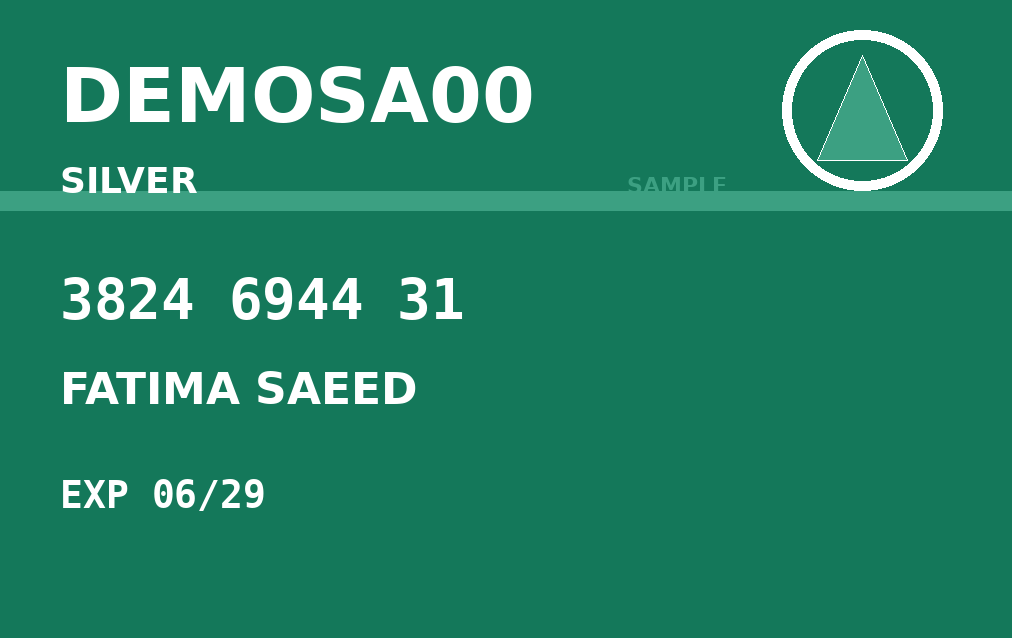 DEMOSA00
SILVER
SAMPLE
3824 6944 31
FATIMA SAEED
EXP 06/29